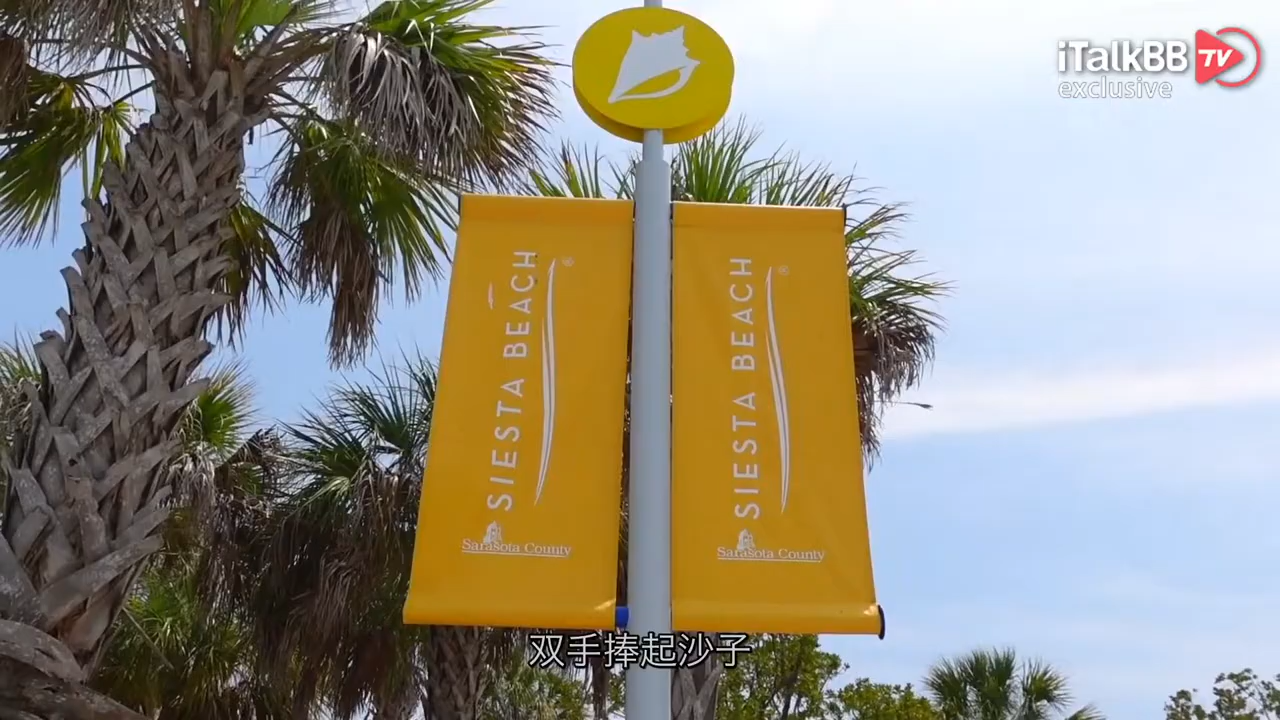 iTalkBB TV
exclusive
SIESTA BEACH ®
Sarasota County
SIESTA BEACH ®
Sarasota County
双手捧起沙子